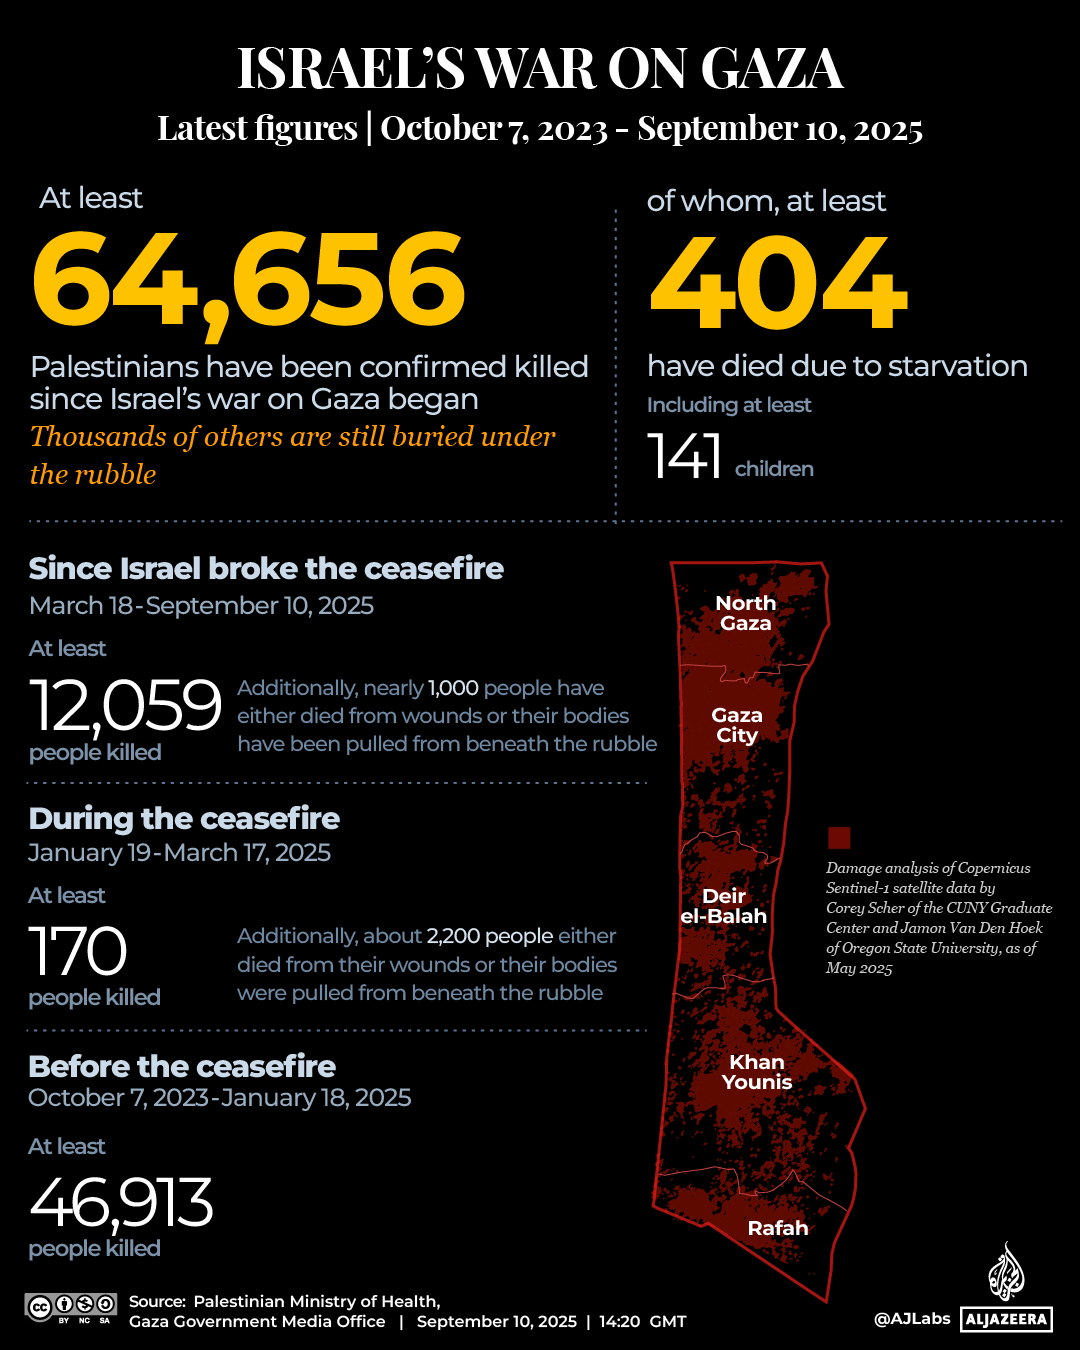 ISRAEL'S WAR ON GAZA
Latest figures | October 7, 2023 - September 10, 2025
At least
64,656
Palestinians have been confirmed killed
since Israel's war on Gaza began
Thousands of others are still buried under
the rubble
of whom, at least
404
have died due to starvation
Including at least
141 children
Since Israel broke the ceasefire
March 18-September 10, 2025
At least
12,059
people killed
Additionally, nearly 1,000 people have
either died from wounds or their bodies
have been pulled from beneath the rubble
During the ceasefire
January 19-March 17, 2025
At least
170
people killed
Additionally, about 2,200 people either
died from their wounds or their bodies
were pulled from beneath the rubble
Before the ceasefire
October 7, 2023-January 18, 2025
At least
46,913
people killed
North
Gaza
Gaza
City
Deir
el-Balah
Khan
Younis
Rafah
Damage analysis of Copernicus
Sentinel-1 satellite data by
Corey Scher of the CUNY Graduate
Center and Jamon Van Den Hoek
of Oregon State University, as of
May 2025
cc BY NC SA
Source: Palestinian Ministry of Health,
Gaza Government Media Office | September 10, 2025 | 14:20 GMT
@AJLabs
ALJAZEERA